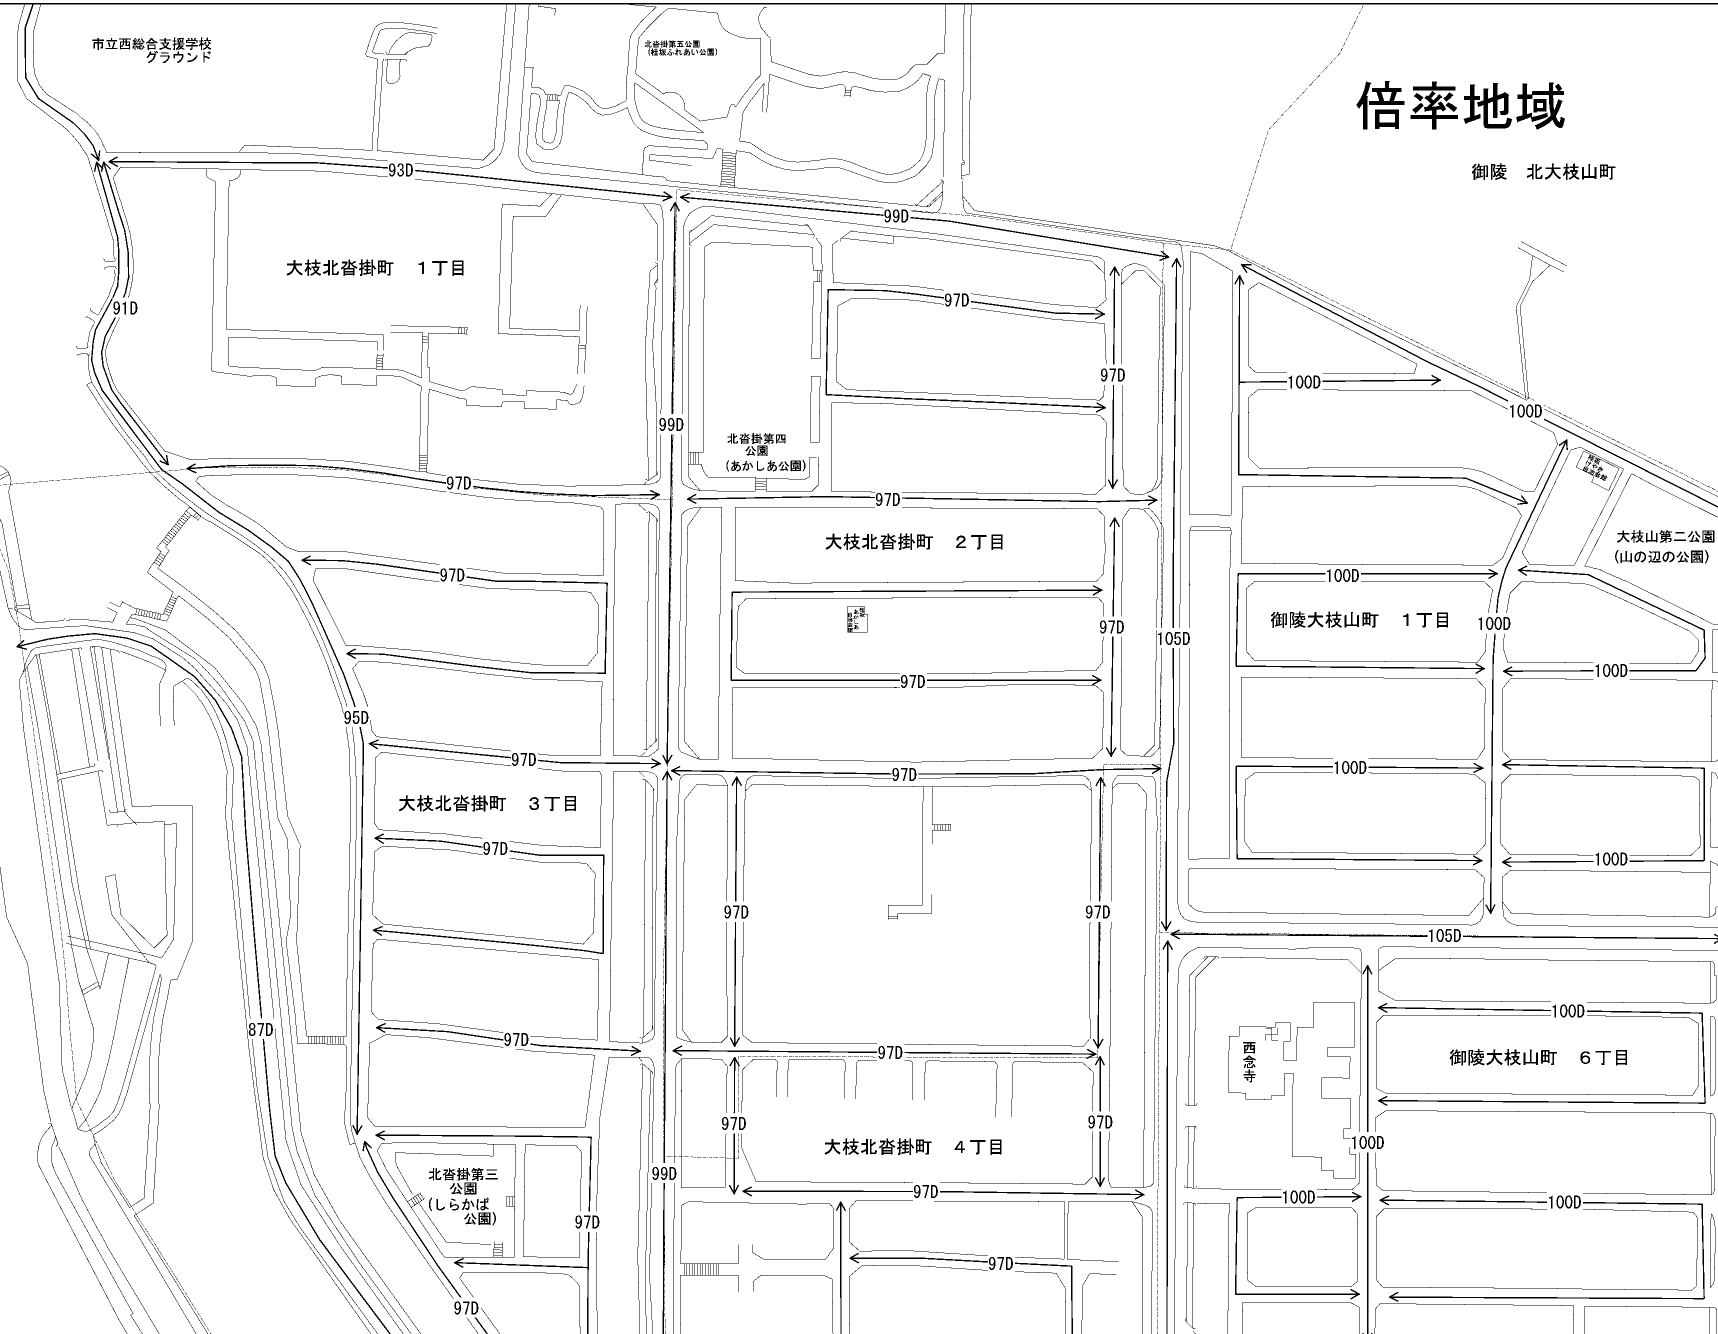 市立西総合支援学校
グラウンド
北沓掛第五公園
(桂坂ふれあい公園)
倍率地域
御陵　北大枝山町
93D
99D
大枝北沓掛町　１丁目
91D
97D
97D
100D
100D
99D
北沓掛第四
公園
(あかしあ公園)
97D
97D
大枝北沓掛町　２丁目
大枝山第二公園
(山の辺の公園)
97D
100D
97D
105D
御陵大枝山町　１丁目
100D
100D
97D
95D
97D
97D
100D
大枝北沓掛町　３丁目
97D
100D
97D
97D
105D
87D
97D
97D
100D
西念寺
御陵大枝山町　６丁目
97D
97D
100D
大枝北沓掛町　４丁目
99D
北沓掛第三
公園
(しらかば
公園)
97D
97D
100D
100D
97D
97D